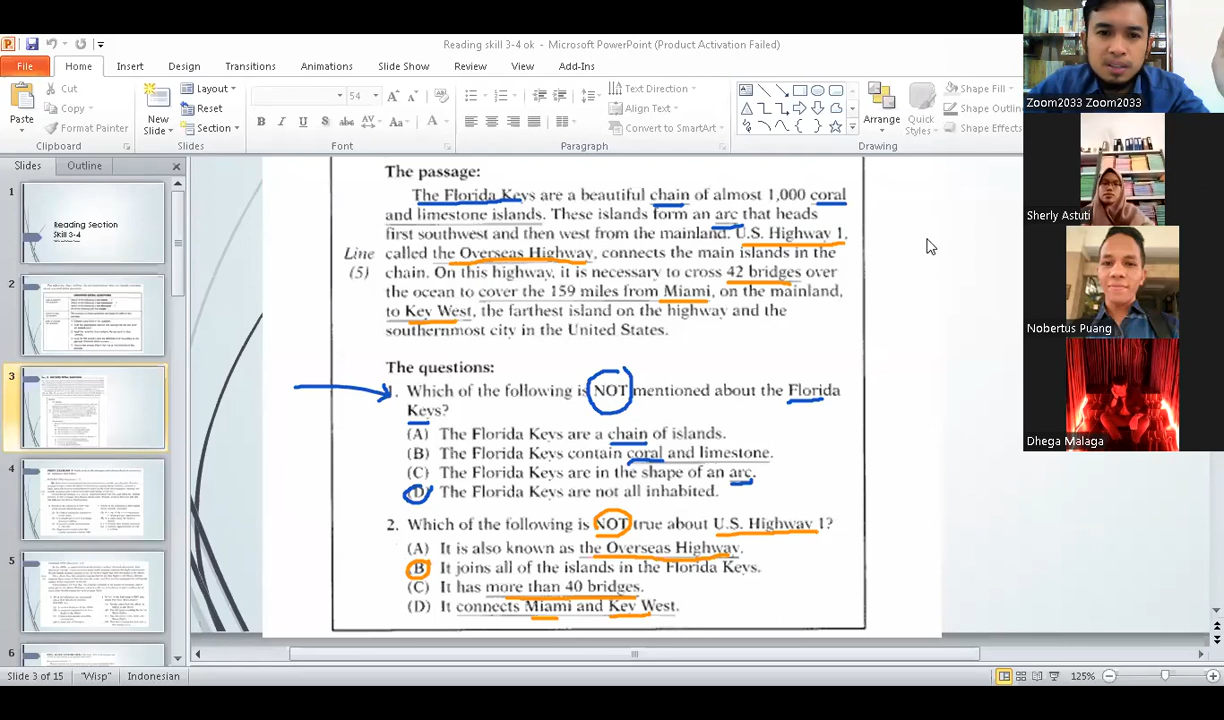 Reading skill 3-4 ok - Microsoft PowerPoint (Product Activation Failed)
File Home Insert Design Transitions Animations Slide Show Review View Add-Ins
Paste
Cut
Copy
Format Painter
Clipboard
New
Slide
Layout
Reset
Section
Slides
54
Font
Text Direction
Align Text
Convert to SmartArt
Paragraph
Arrange
Quick
Styles
Shape Fill
Shape Outlin
Shape Effects
Drawing
Slides Outline
1
Reading Section
Skill 3-4
2
3
4
5
6
The passage:
The Florida Keys are a beautiful chain of almost 1,000 coral
and limestone islands. These islands form an arc that heads
first southwest and then west from the mainland. U.S. Highway 1,
Line called the Overseas Highway, connects the main islands in the
(5) chain. On this highway, it is necessary to cross 42 bridges over
the ocean to cover the 159 miles from Miami, on the mainland,
to Key West, the farthest island on the highway and the
southernmost city in the United States.
The questions:
1. Which of the following is NOT mentioned about the Florida
Keys?
(A) The Florida Keys are a chain of islands.
(B) The Florida Keys contain coral and limestone.
(C) The Florida Keys are in the shape of an arc.
(D) The Florida Keys are not all inhabited.
2. Which of the following is NOT true about U.S. Highway 1?
(A) It is also known as the Overseas Highway.
(B) It joins all of the islands in the Florida Keys.
(C) It has more than 40 bridges.
(D) It connects Miami and Key West.
Zoom2033 Zoom2033
Sherly Astuti
Nobertus Puang
Dhega Malaga
Slide 3 of 15 "Wisp" Indonesian
125%